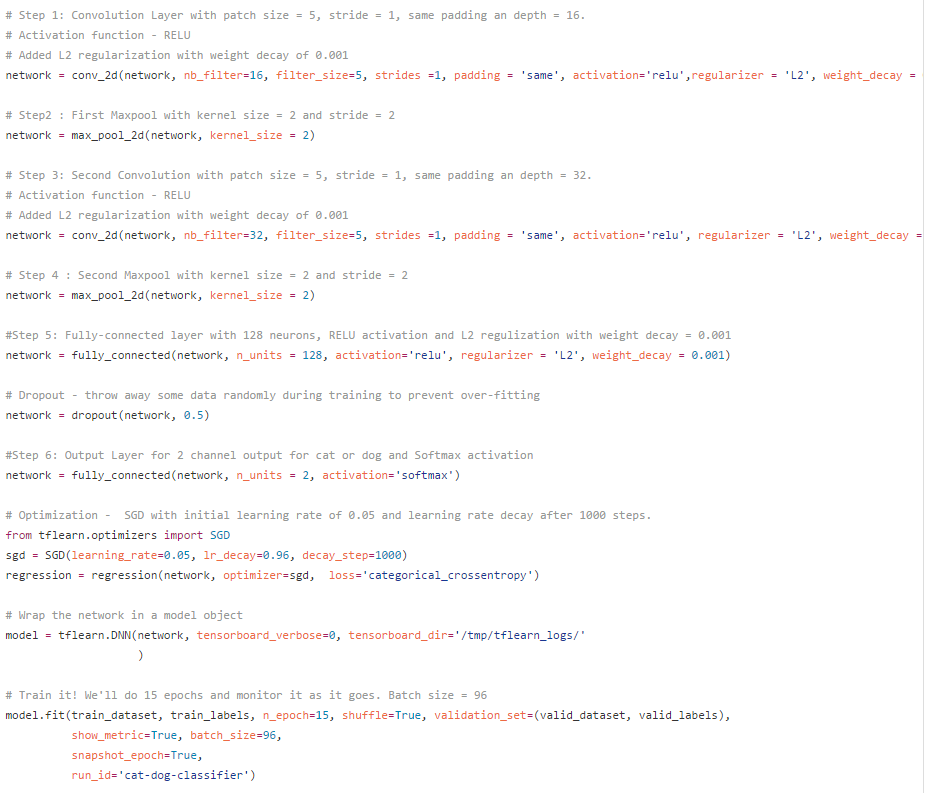 # Step 1: Convolution Layer with patch size = 5, stride = 1, same padding an depth = 16.
# Activation function - RELU
# Added L2 regularization with weight decay of 0.001
network = conv_2d(network, nb_filter=16, filter_size=5, strides =1, padding = 'same', activation='relu',regularizer = 'L2', weight_decay =
# Step2 : First Maxpool with kernel size = 2 and stride = 2
network = max_pool_2d(network, kernel_size = 2)
# Step 3: Second Convolution with patch size = 5, stride = 1, same padding an depth = 32.
# Activation function - RELU
# Added L2 regularization with weight decay of 0.001
network = conv_2d(network, nb_filter=32, filter_size=5, strides =1, padding = 'same', activation='relu', regularizer = 'L2', weight_decay =
# Step 4 : Second Maxpool with kernel size = 2 and stride = 2
network = max_pool_2d(network, kernel_size = 2)
#Step 5: Fully-connected layer with 128 neurons, RELU activation and L2 regulization with weight decay = 0.001
network = fully_connected(network, n_units = 128, activation='relu', regularizer = 'L2', weight_decay = 0.001)
# Dropout - throw away some data randomly during training to prevent over-fitting
network = dropout(network, 0.5)
#Step 6: Output Layer for 2 channel output for cat or dog and Softmax activation
network = fully_connected(network, n_units = 2, activation='softmax')
# Optimization -  SGD with initial learning rate of 0.05 and learning rate decay after 1000 steps.
from tflearn.optimizers import SGD
sgd = SGD(learning_rate=0.05, lr_decay=0.96, decay_step=1000)
regression = regression(network, optimizer=sgd,  loss='categorical_crossentropy')
# Wrap the network in a model object
model = tflearn.DNN(network, tensorboard_verbose=0, tensorboard_dir='/tmp/tflearn_logs/'
)
# Train it! We'll do 15 epochs and monitor it as it goes. Batch size = 96
model.fit(train_dataset, train_labels, n_epoch=15, shuffle=True, validation_set=(valid_dataset, valid_labels),
show_metric=True, batch_size=96,
snapshot_epoch=True,
run_id='cat-dog-classifier')